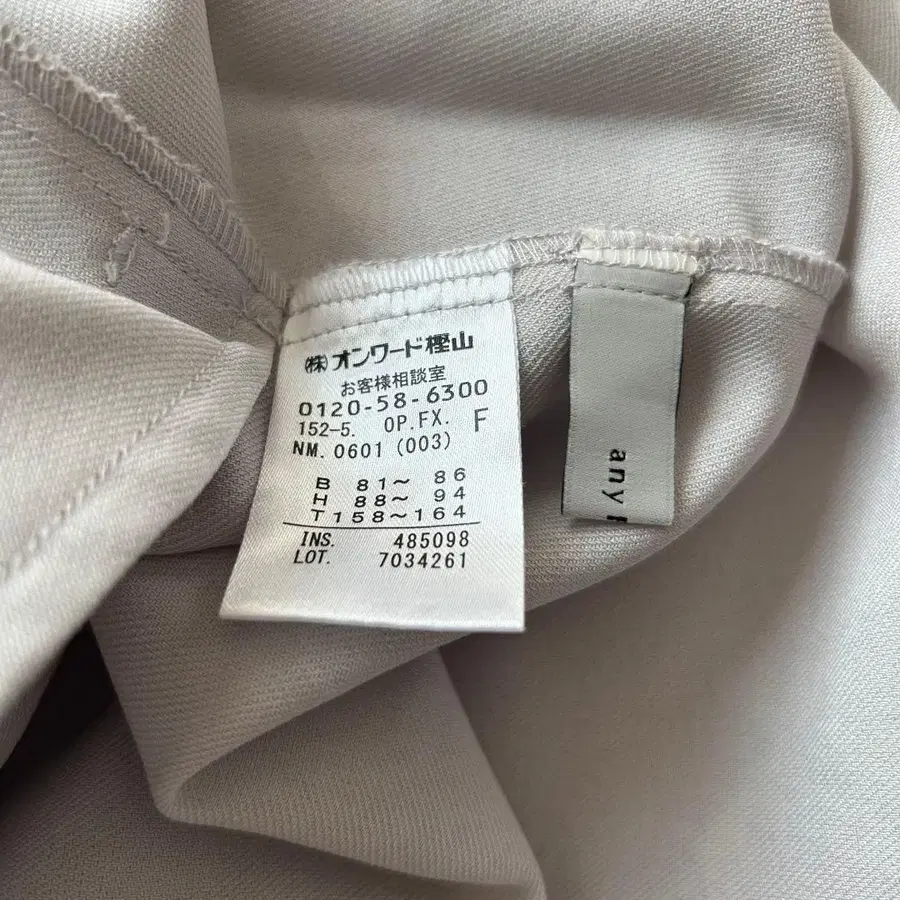 (株)オンワード樫山
お客様相談室
0120-58-6300
152-5. OP.FX. F
NM. 0601 (003)
B 81~ 86
H 88~ 94
T 158~164
INS. 485098
LOT. 7034261
any